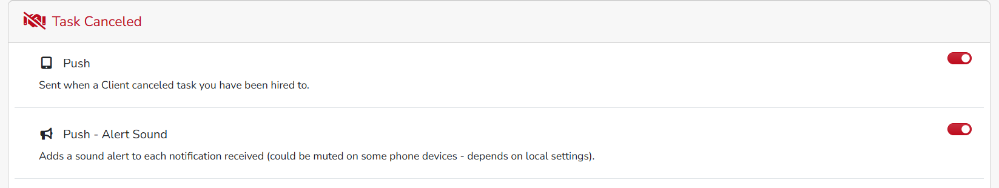 Task Canceled
Push
Sent when a Client canceled task you have been hired to.
Push - Alert Sound
Adds a sound alert to each notification received (could be muted on some phone devices - depends on local settings).